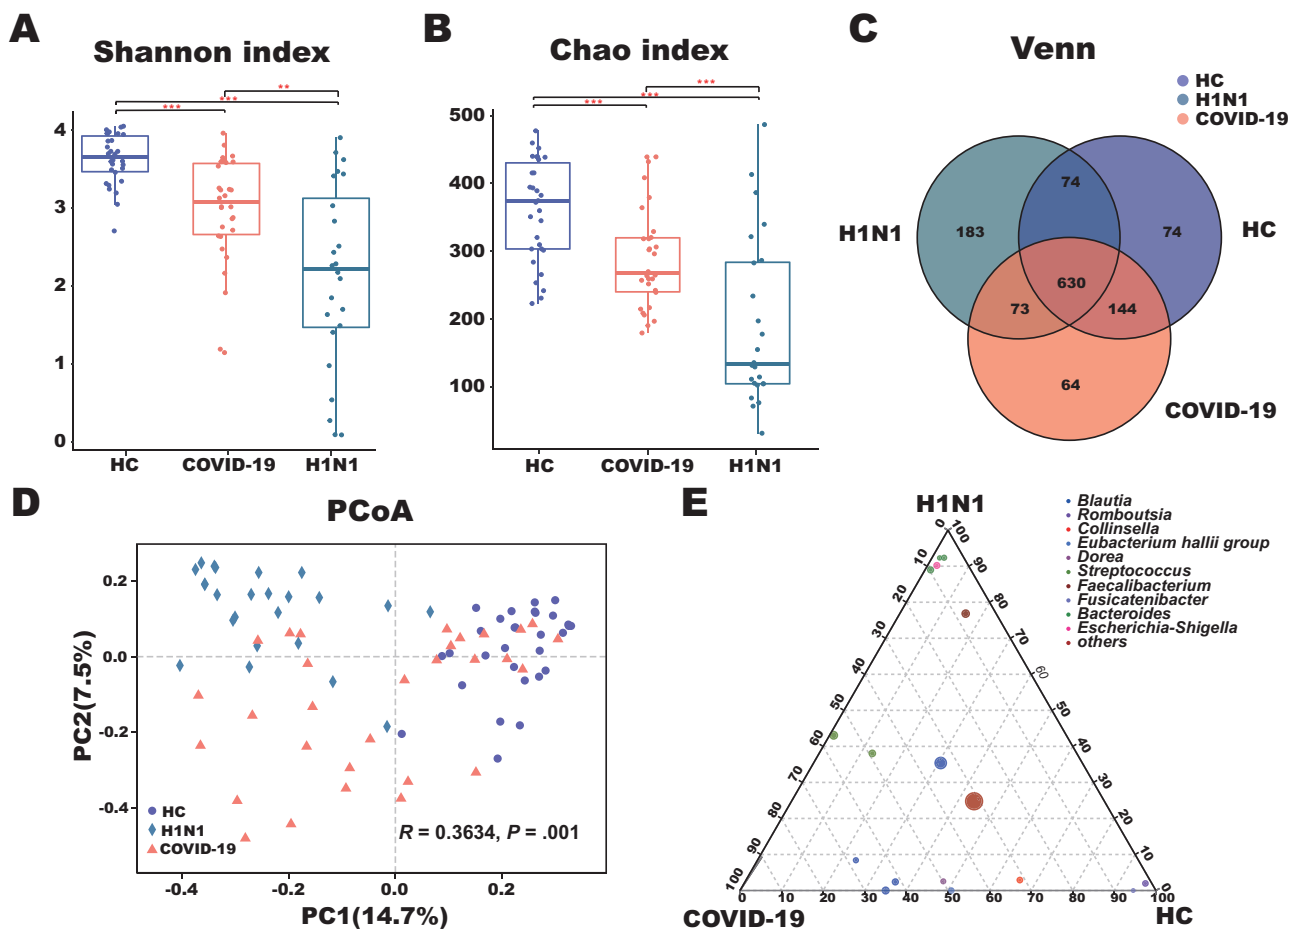 A
Shannon index
***
***
**
4
3
2
1
0
HC
COVID-19
H1N1
B
Chao index
***
***
***
500
400
300
200
100
HC
COVID-19
H1N1
C
Venn
HC
H1N1
COVID-19
H1N1
183
74
74
HC
630
73
144
64
COVID-19
D
PCoA
PC2(7.5%)
0.2
0.0
-0.2
-0.4
HC
H1N1
COVID-19
R = 0.3634, P = .001
-0.4
-0.2
0.0
0.2
PC1(14.7%)
E
H1N1
0
10
20
30
40
50
60
70
80
90
100
100
90
80
70
60
50
40
30
20
10
0
0
10
20
30
40
50
60
70
80
90
100
COVID-19
HC
Blautia
Romboutsia
Collinsella
Eubacterium hallii group
Dorea
Streptococcus
Faecalibacterium
Fusicatenibacter
Bacteroides
Escherichia-Shigella
others